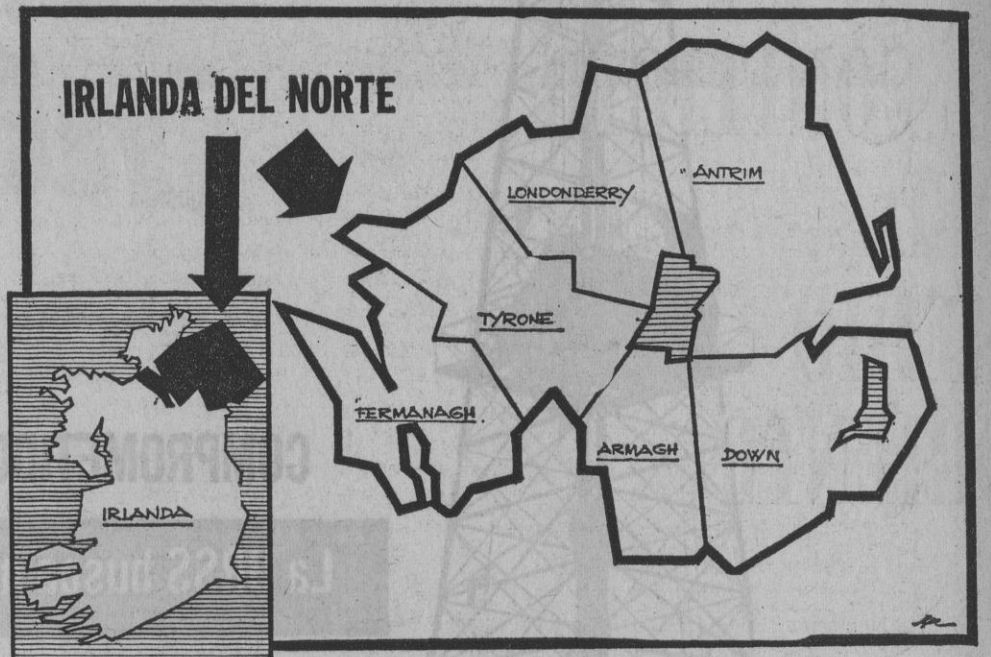 IRLANDA DEL NORTE
LONDONDERRY
ANTRIM
TYRONE
FERMANAGH
ARMAGH
DOWN
IRLANDA